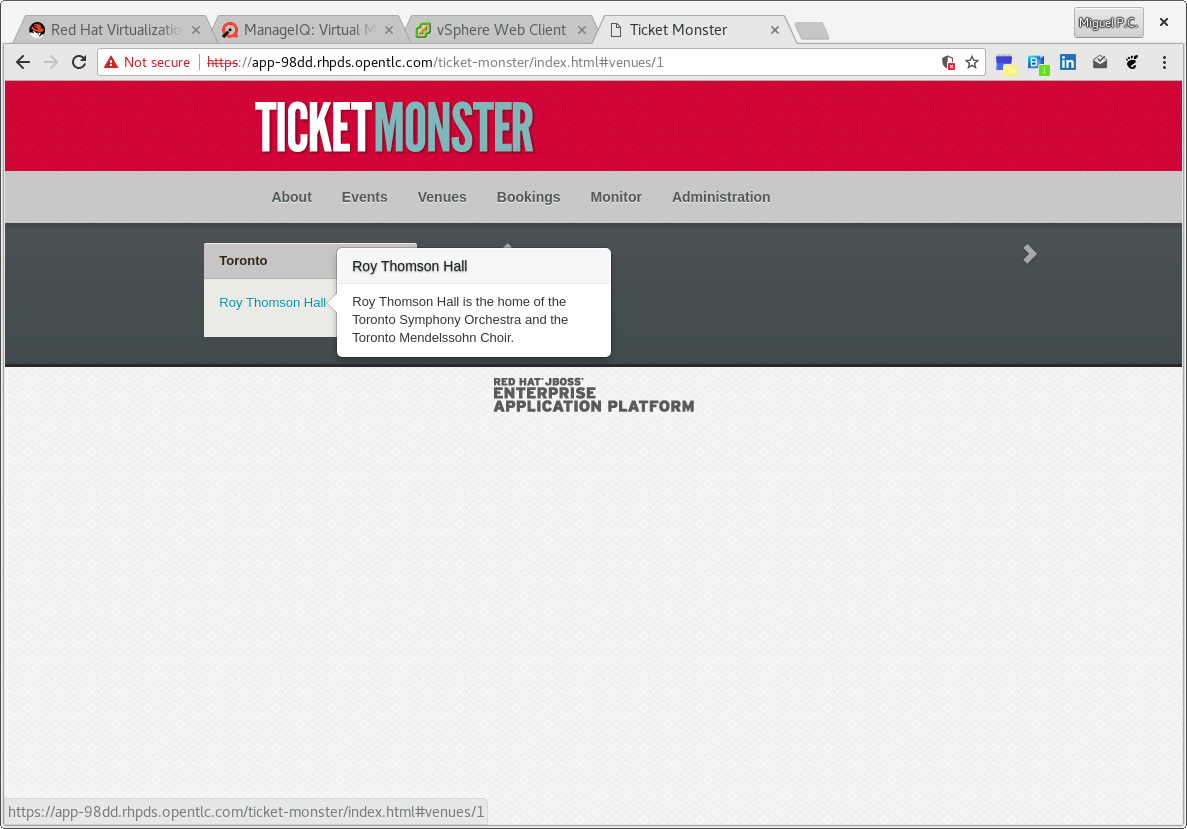 Red Hat Virtualizatio
ManageIQ: Virtual M
vSphere Web Client
Ticket Monster
Miguel P.C.
Not secure
https://app-98dd.rhpds.opentlc.com/ticket-monster/index.html#venues/1
1
TICKETMONSTER
About
Events
Venues
Bookings
Monitor
Administration
Toronto
Roy Thomson Hall
Roy Thomson Hall
Roy Thomson Hall is the home of the
Toronto Symphony Orchestra and the
Toronto Mendelssohn Choir.
RED HAT® JBOSS®
ENTERPRISE
APPLICATION PLATFORM
https://app-98dd.rhpds.opentlc.com/ticket-monster/index.html#venues/1